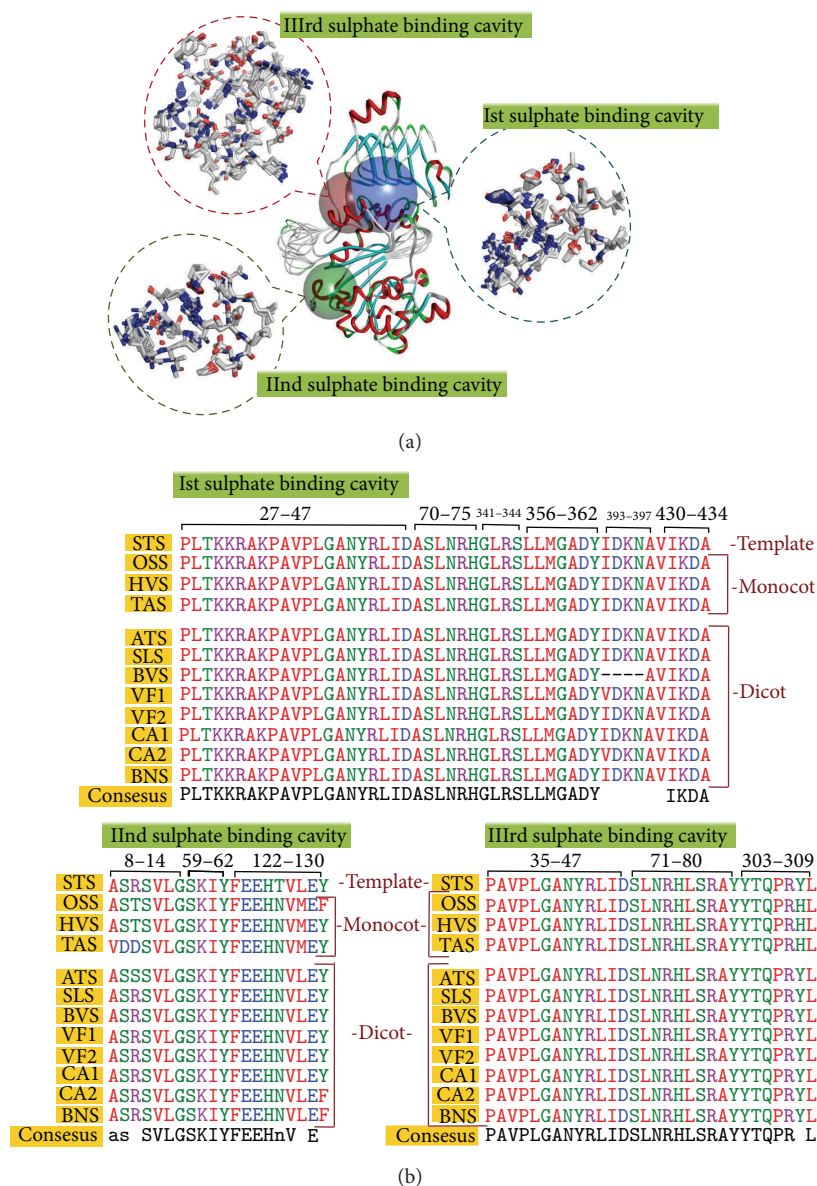 IIIrd sulphate binding cavity
Ist sulphate binding cavity
IInd sulphate binding cavity
(a)
Ist sulphate binding cavity
27–47 70–75 341–344 356–362 393–397 430–434
STS PLTKKRAKPAVPLGANYRLIDASLNRHGLRSLLMGADYIDKNAVIKDA -Template
OSS PLTKKRAKPAVPLGANYRLIDASLNRHGLRSLLMGADYIDKNAVIKDA
HVS PLTKKRAKPAVPLGANYRLIDASLNRHGLRSLLMGADYIDKNAVIKDA -Monocot
TAS PLTKKRAKPAVPLGANYRLIDASLNRHGLRSLLMGADYIDKNAVIKDA
ATS PLTKKRAKPAVPLGANYRLIDASLNRHGLRSLLMGADYIDKNAVIKDA
SLS PLTKKRAKPAVPLGANYRLIDASLNRHGLRSLLMGADYIDKNAVIKDA
BVS PLTKKRAKPAVPLGANYRLIDASLNRHGLRSLLMGADY----AVIKDA
VF1 PLTKKRAKPAVPLGANYRLIDASLNRHGLRSLLMGADYVDKNAVIKDA -Dicot
VF2 PLTKKRAKPAVPLGANYRLIDASLNRHGLRSLLMGADYIDKNAVIKDA
CA1 PLTKKRAKPAVPLGANYRLIDASLNRHGLRSLLMGADYIDKNAVIKDA
CA2 PLTKKRAKPAVPLGANYRLIDASLNRHGLRSLLMGADYVDKNAVIKDA
BNS PLTKKRAKPAVPLGANYRLIDASLNRHGLRSLLMGADYIDKNAVIKDA
Consesus PLTKKRAKPAVPLGANYRLIDASLNRHGLRSLLMGADY IKDA
IInd sulphate binding cavity
8–14 59–62 122–130
STS ASRSVLGSKIYFEEHTVLEY -Template-
OSS ASTSVLGSKIYFEEHNVMEF
HVS ASTSVLGSKIYFEEHNVMEY -Monocot-
TAS VDDSVLGSKIYFEEHNVMEY
ATS ASSSVLGSKIYFEEHNVLEY
SLS ASRSVLGSKIYFEEHNVLEY
BVS ASRSVLGSKIYFEEHNVLEY
VF1 ASRSVLGSKIYFEEHNVLEY -Dicot-
VF2 ASRSVLGSKIYFEEHNVLEY
CA1 ASRSVLGSKIYFEEHNVLEY
CA2 ASRSVLGSKIYFEEHNVLEF
BNS ASRSVLGSKIYFEEHNVLEF
Consesus as SVLGSKIYFEEHnV E
IIIrd sulphate binding cavity
35–47 71–80 303–309
STS PAVPLGANYRLIDSLNRHLSRAYYTQPRYL
OSS PAVPLGANYRLIDSLNRHLSRAYYTQPRHL
HVS PAVPLGANYRLIDSLNRHLSRAYYTQPRHL
TAS PAVPLGANYRLIDSLNRHLSRAYYTQPRHL
ATS PAVPLGANYRLIDSLNRHLSRAYYTQPRYL
SLS PAVPLGANYRLIDSLNRHLSRAYYTQPRYL
BVS PAVPLGANYRLIDSLNRHLSRAYYTQPRYL
VF1 PAVPLGANYRLIDSLNRHLSRAYYTQPRYL
VF2 PAVPLGANYRLIDSLNRHLSRAYYTQPRYL
CA1 PAVPLGANYRLIDSLNRHLSRAYYTQPRYL
CA2 PAVPLGANYRLIDSLNRHLSRAYYTQPRYL
BNS PAVPLGANYRLIDSLNRHLSRAYYTQPRYL
Consesus PAVPLGANYRLIDSLNRHLSRAYYTQPR L
(b)